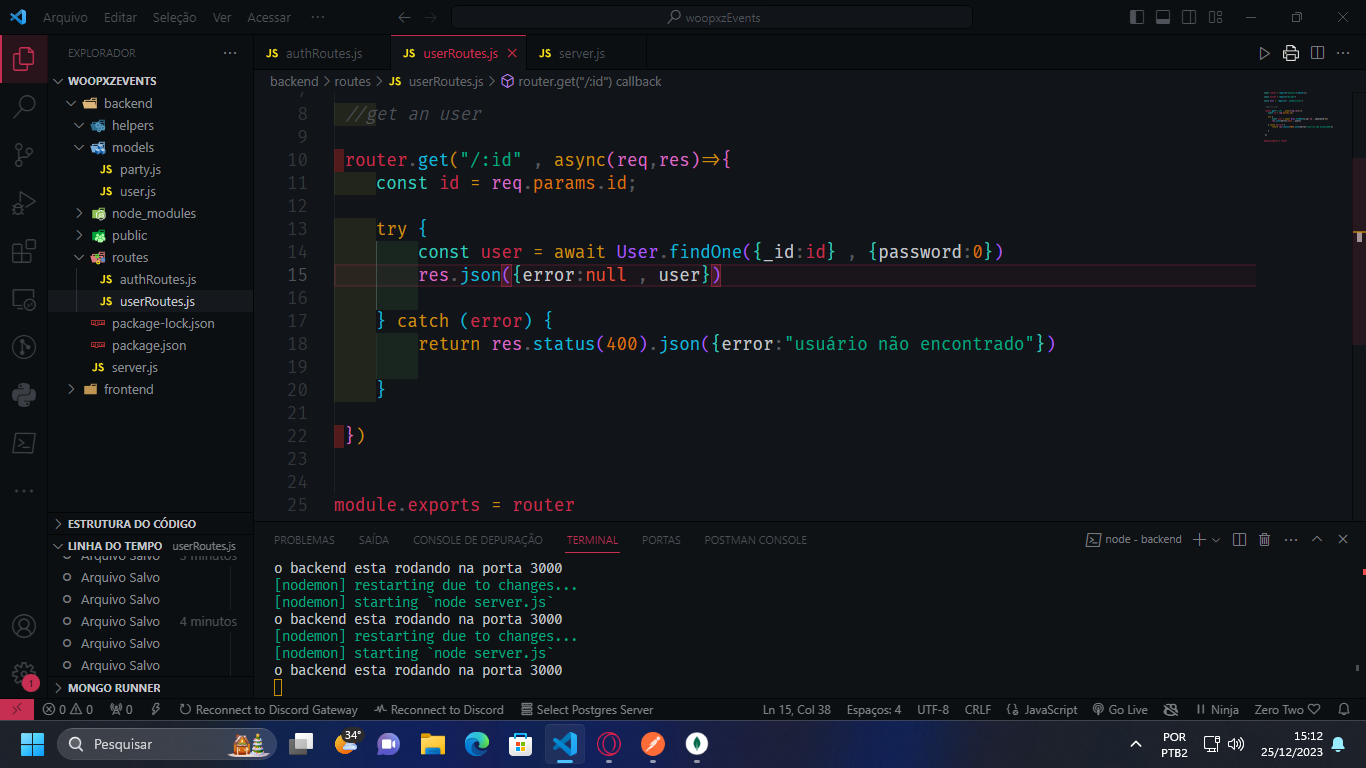 Arquivo Editar Seleção Ver Acessar ··· woopxzEvents
EXPLORADOR ···
JS authRoutes.js JS userRoutes.js JS server.js
backend > routes > JS userRoutes.js > router.get("/:id") callback
WOOPXZEVENTS
backend
helpers
models
JS party.js
JS user.js
node_modules
public
routes
JS authRoutes.js
JS userRoutes.js
package-lock.json
package.json
JS server.js
frontend
ESTRUTURA DO CÓDIGO
LINHA DO TEMPO userRoutes.js
Arquivo Salvo 3 minutos
Arquivo Salvo
Arquivo Salvo
Arquivo Salvo 4 minutos
Arquivo Salvo
Arquivo Salvo
MONGO RUNNER
7
8 //get an user
9
10 router.get("/:id" , async(req,res)=>{
11 const id = req.params.id;
12
13 try {
14 const user = await User.findOne({_id:id} , {password:0})
15 res.json({error:null , user})
16
17 } catch (error) {
18 return res.status(400).json({error:"usuário não encontrado"})
19
20 }
21
22 })
23
24
25 module.exports = router
PROBLEMAS SAÍDA CONSOLE DE DEPURAÇÃO TERMINAL PORTAS POSTMAN CONSOLE node - backend
o backend esta rodando na porta 3000
[nodemon] restarting due to changes...
[nodemon] starting `node server.js`
o backend esta rodando na porta 3000
[nodemon] restarting due to changes...
[nodemon] starting `node server.js`
o backend esta rodando na porta 3000
1
0 0 0 Reconnect to Discord Gateway Reconnect to Discord Select Postgres Server Ln 15, Col 38 Espaços: 4 UTF-8 CRLF JavaScript Go Live Ninja Zero Two
Pesquisar 34° POR 15:12
PTB2 25/12/2023